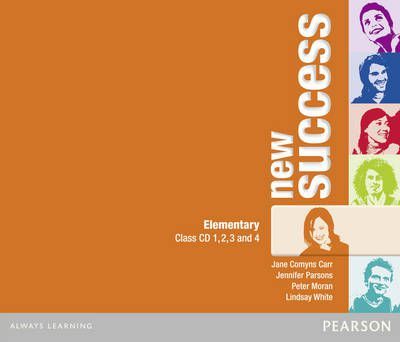 new
success
Elementary
Class CD 1,2,3 and 4
Jane Comyns Carr
Jennifer Parsons
Peter Moran
Lindsay White
ALWAYS LEARNING
PEARSON